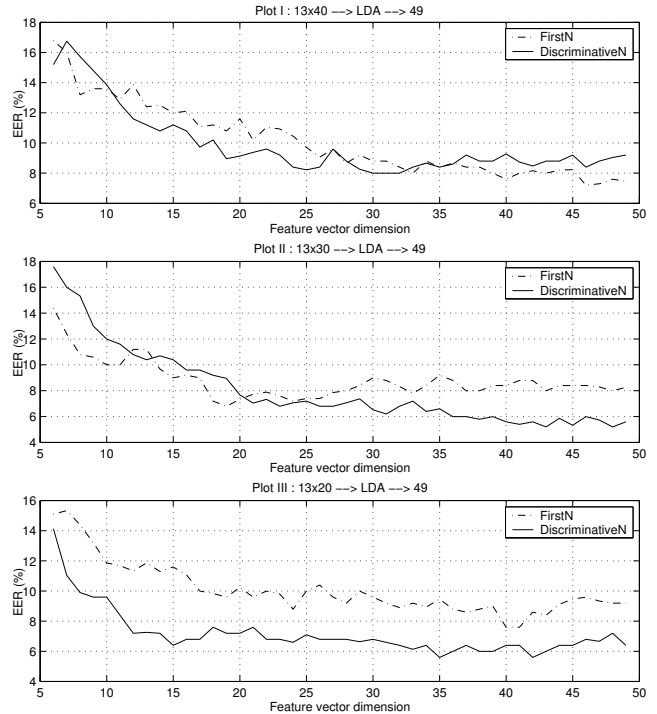 Plot I : 13x40 −−> LDA −−> 49
18
16
14
12
10
8
6
EER (%)
FirstN
DiscriminativeN
5 10 15 20 25 30 35 40 45 50
Feature vector dimension
Plot II : 13x30 −−> LDA −−> 49
18
16
14
12
10
8
6
4
EER (%)
FirstN
DiscriminativeN
5 10 15 20 25 30 35 40 45 50
Feature vector dimension
Plot III : 13x20 −−> LDA −−> 49
16
14
12
10
8
6
4
EER (%)
FirstN
DiscriminativeN
5 10 15 20 25 30 35 40 45 50
Feature vector dimension